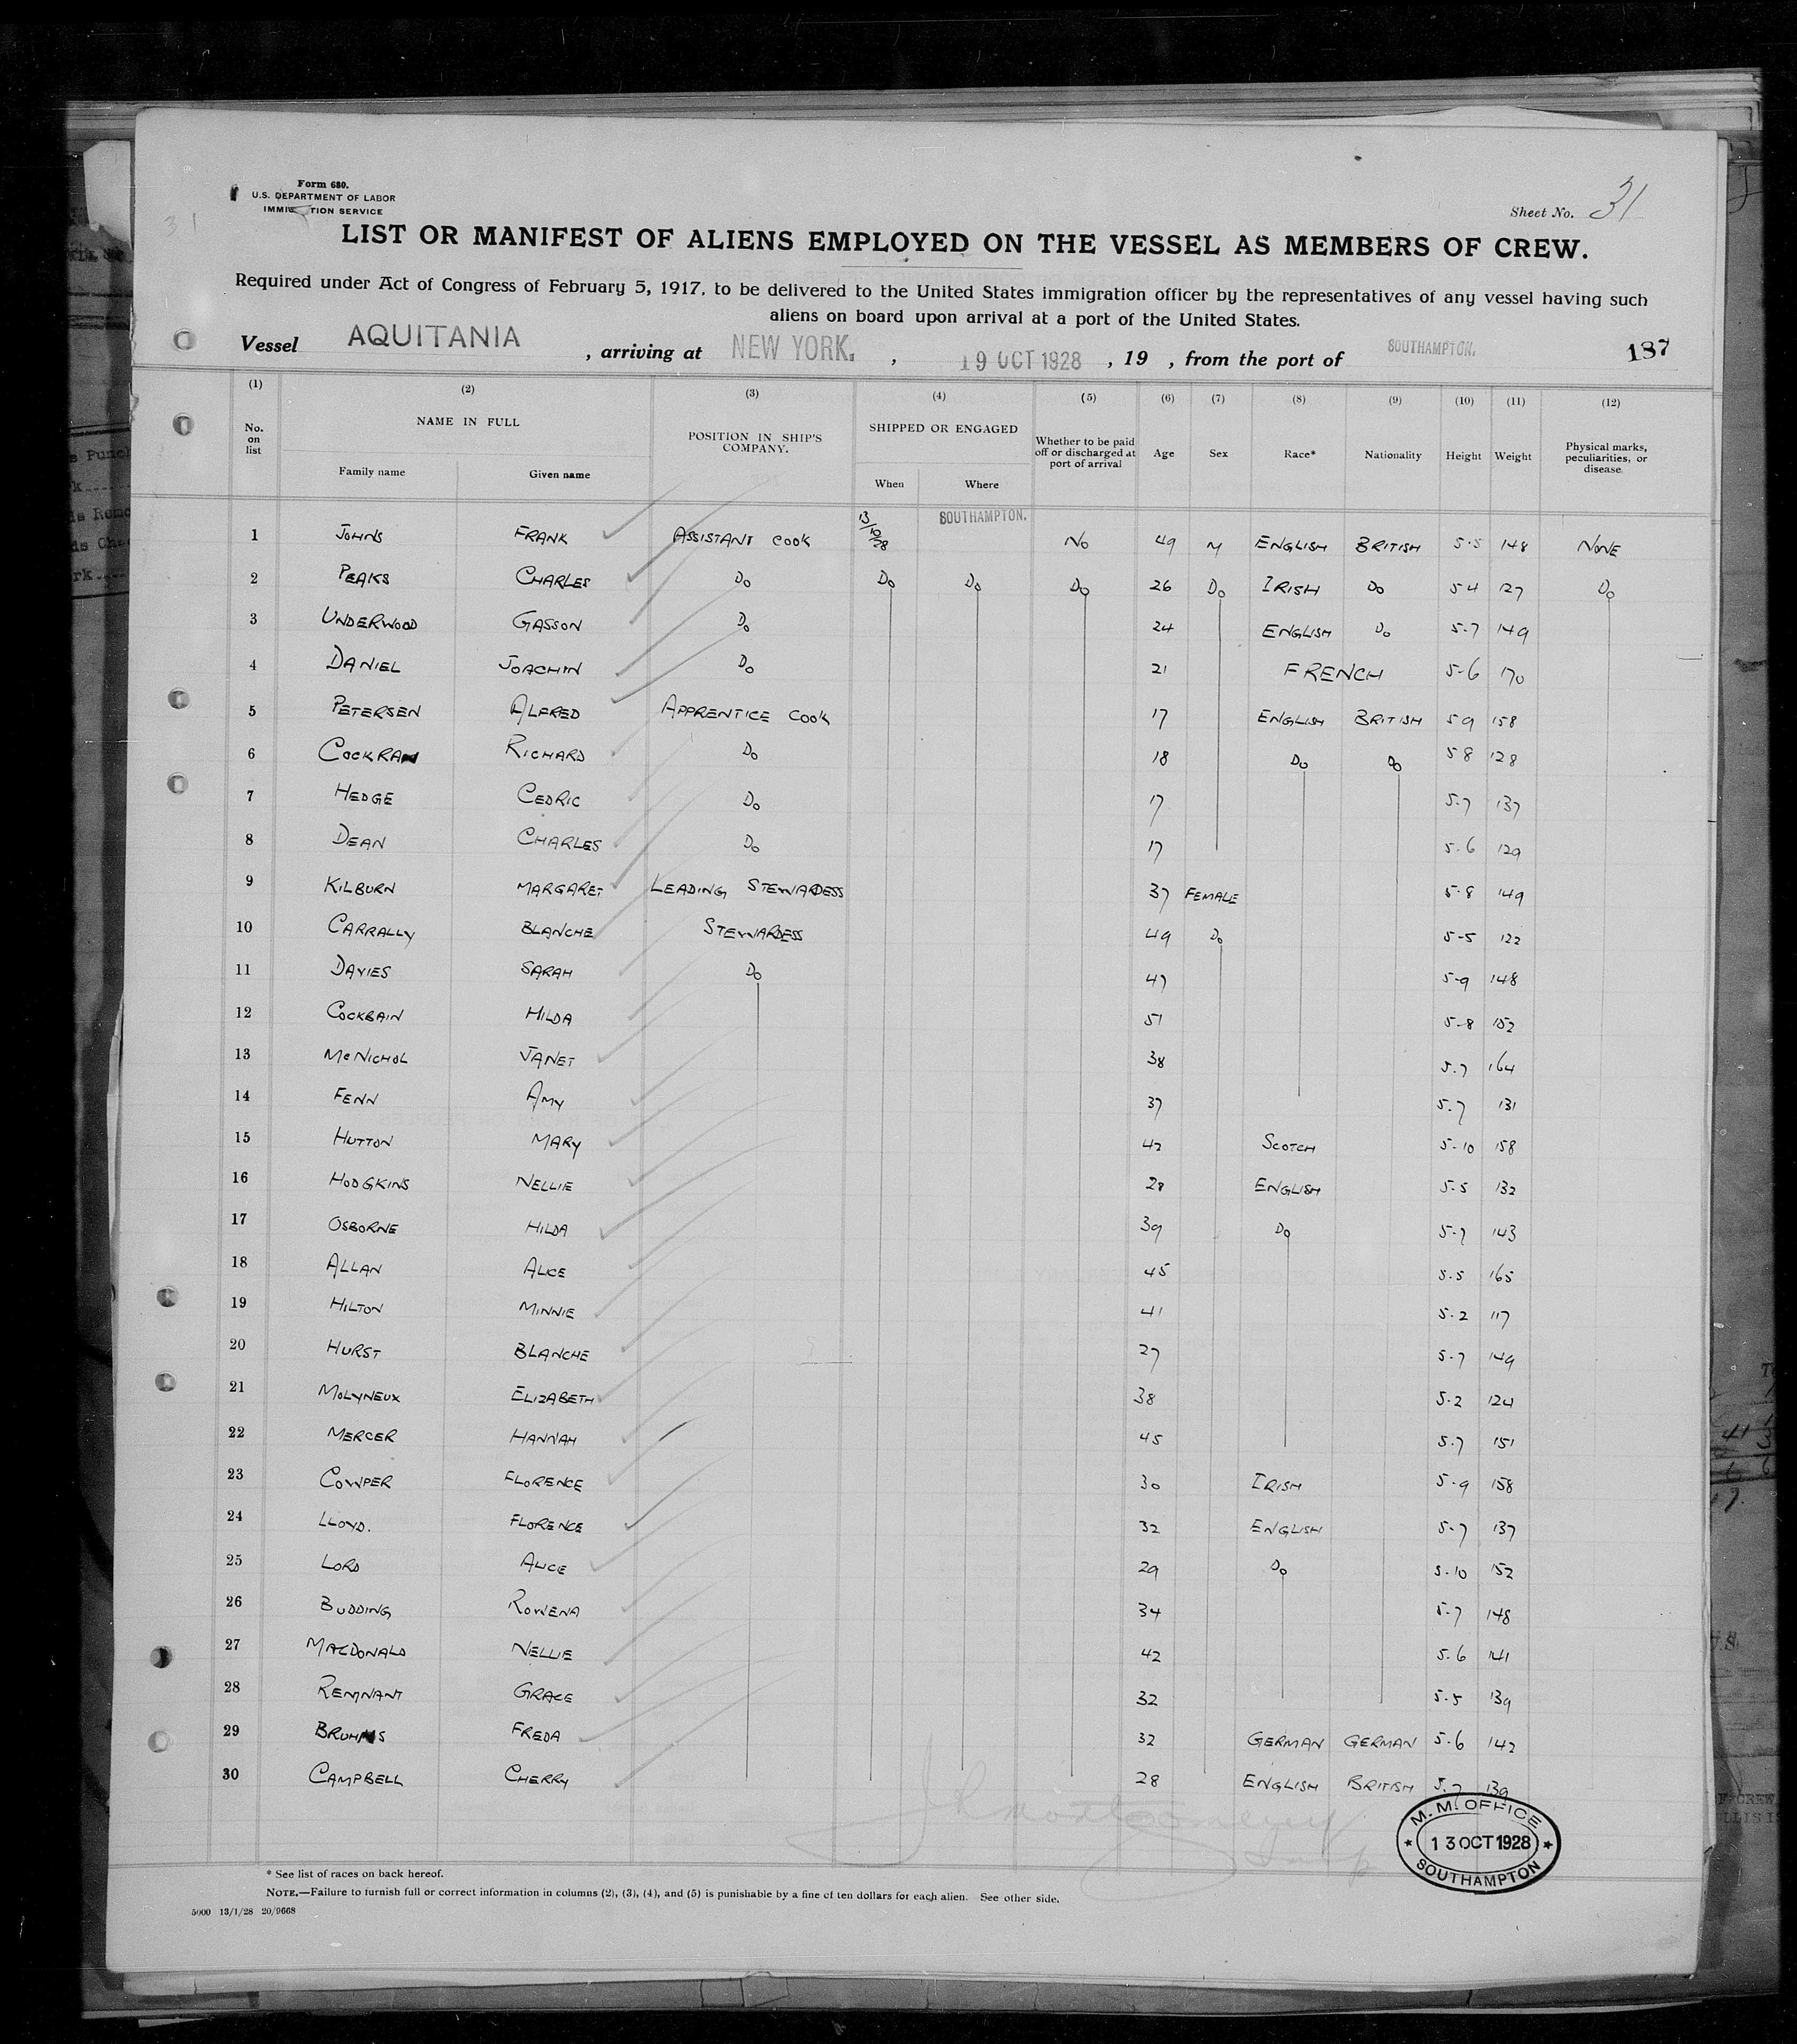 Form 680.
U.S. DEPARTMENT OF LABOR
IMMI TION SERVICE
31
Sheet No. 31
LIST OR MANIFEST OF ALIENS EMPLOYED ON THE VESSEL AS MEMBERS OF CREW.
Required under Act of Congress of February 5, 1917, to be delivered to the United States immigration officer by the representatives of any vessel having such
aliens on board upon arrival at a port of the United States.
Vessel AQUITANIA , arriving at NEW YORK. , 19 OCT 1928 , 19 , from the port of SOUTHAMPTON. 187
(1) (2) (3) (4) (5) (6) (7) (8) (9) (10) (11) (12)
No. on list NAME IN FULL POSITION IN SHIP'S COMPANY. SHIPPED OR ENGAGED Whether to be paid off or discharged at port of arrival Age Sex Race* Nationality Height Weight Physical marks, peculiarities, or disease
Family name Given name When Where
1 JOHNS FRANK ASSISTANT COOK 13/10/28 SOUTHAMPTON. NO 49 M ENGLISH BRITISH 5-5 148 NONE
2 PEAKS CHARLES DO DO DO DO 26 DO IRISH DO 5 4 127 DO
3 UNDERWOOD GASSON DO 24 ENGLISH DO 5-7 149
4 DANIEL JOACHIN DO 21 FRENCH 5-6 170
5 PETERSEN ALFRED APPRENTICE COOK 17 ENGLISH BRITISH 5 9 158
6 COCKRAN RICHARD DO 18 DO DO 5 8 128
7 HEDGE CEDRIC DO 17 5-7 137
8 DEAN CHARLES DO 17 5-6 129
9 KILBURN MARGARET LEADING STEWARDESS 37 FEMALE 5-8 149
10 CARRALLY BLANCHE STEWARDESS 49 DO 5-5 122
11 DAVIES SARAH DO 47 5-9 148
12 COCKBAIN HILDA 51 5-8 152
13 McNICHOL JANET 38 5-7 164
14 FENN AMY 37 5-7 131
15 HUTTON MARY 42 SCOTCH 5-10 158
16 HODGKINS NELLIE 28 ENGLISH 5-5 132
17 OSBORNE HILDA 39 DO 5-7 143
18 ALLAN ALICE 45 5-5 165
19 HILTON MINNIE 41 5-2 117
20 HURST BLANCHE 27 5-7 149
21 MOLYNEUX ELIZABETH 38 5-2 124
22 MERCER HANNAH 45 5-7 151
23 COWPER FLORENCE 30 IRISH 5-9 158
24 LLOYD. FLORENCE 32 ENGLISH 5-7 137
25 LORD ALICE 29 DO 5-10 152
26 BUDDING ROWENA 34 5-7 148
27 MACDONALD NELLIE 42 5-6 141
28 REMNANT GRACE 32 5-5 139
29 BRUHNS FREDA 32 GERMAN GERMAN 5-6 142
30 CAMPBELL CHERRY 28 ENGLISH BRITISH 5-7 139
M.M. OFFICE
13 OCT 1928
SOUTHAMPTON
* See list of races on back hereof.
NOTE.—Failure to furnish full or correct information in columns (2), (3), (4), and (5) is punishable by a fine of ten dollars for each alien. See other side.
5000 13/1/28 20/9668